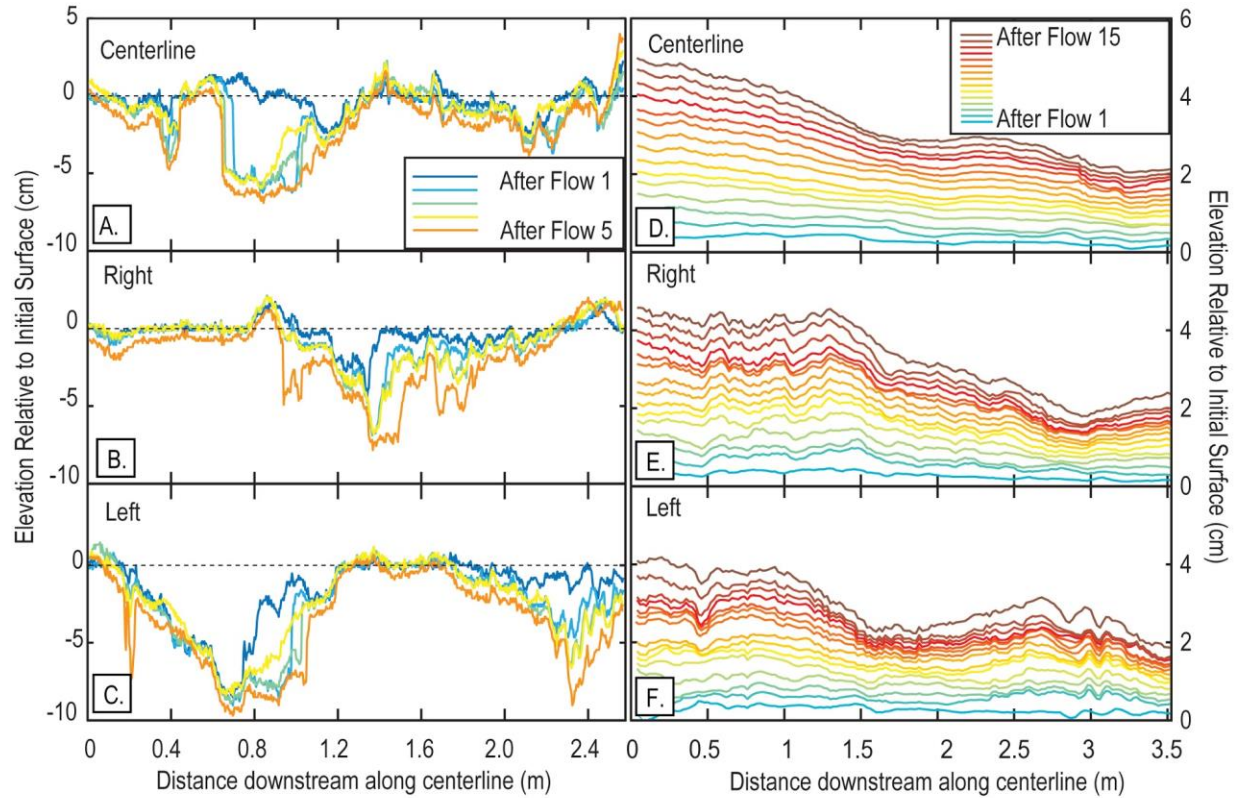 Elevation Relative to Initial Surface (cm)
5
0
-5
-10
Centerline
A.
After Flow 1
After Flow 5
0
-5
-10
Right
B.
0
-5
-10
Left
C.
0 0.4 0.8 1.2 1.6 2.0 2.4
Distance downstream along centerline (m)
Centerline
After Flow 15
After Flow 1
D.
6
4
2
0
Right
E.
4
2
0
Left
F.
4
2
0
0 0.5 1 1.5 2 2.5 3 3.5
Distance downstream along centerline (m)
Elevation Relative to Initial Surface (cm)